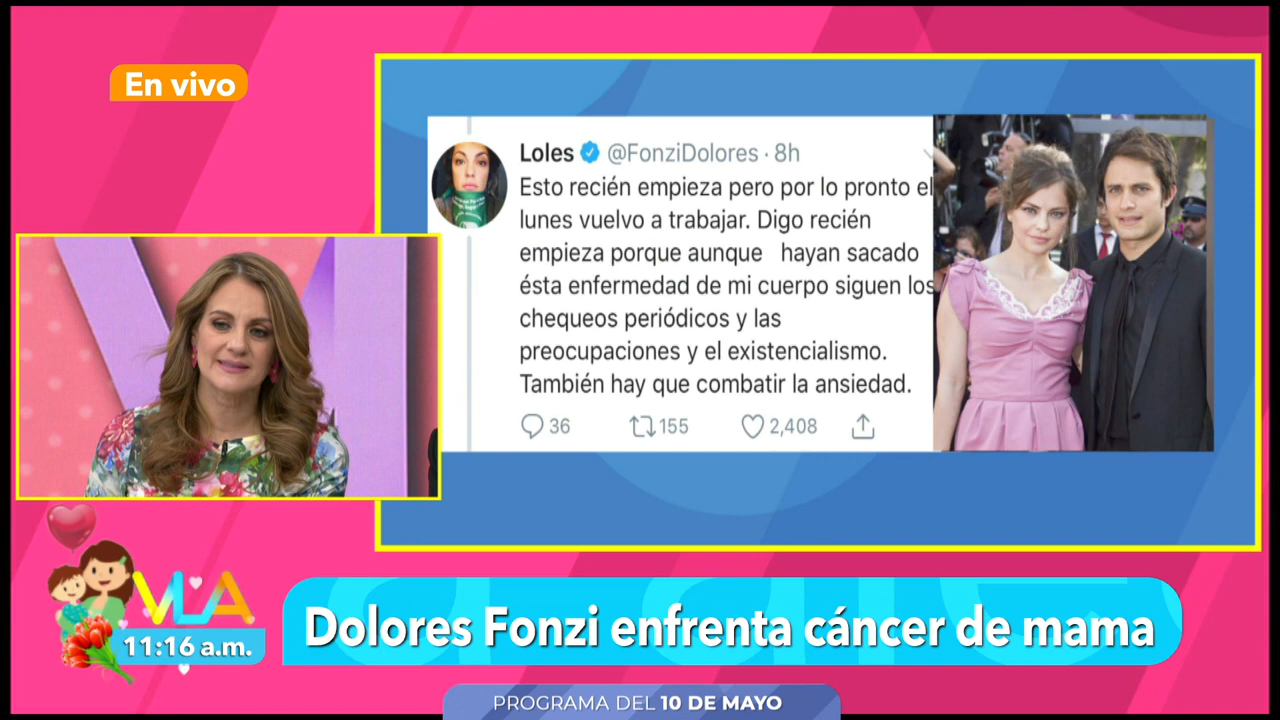 En vivo
Loles @FonziDolores · 8h
Esto recién empieza pero por lo pronto el
lunes vuelvo a trabajar. Digo recién
empieza porque aunque hayan sacado
ésta enfermedad de mi cuerpo siguen los
chequeos periódicos y las
preocupaciones y el existencialismo.
También hay que combatir la ansiedad.
36 155 2,408
VLA
11:16 a.m.
Dolores Fonzi enfrenta cáncer de mama
PROGRAMA DEL 10 DE MAYO